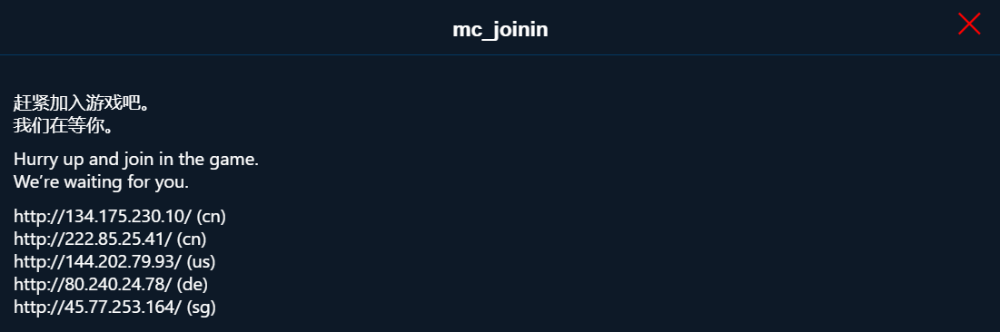 mc_joinin
赶紧加入游戏吧。
我们在等你。
Hurry up and join in the game.
We’re waiting for you.
http://134.175.230.10/ (cn)
http://222.85.25.41/ (cn)
http://144.202.79.93/ (us)
http://80.240.24.78/ (de)
http://45.77.253.164/ (sg)